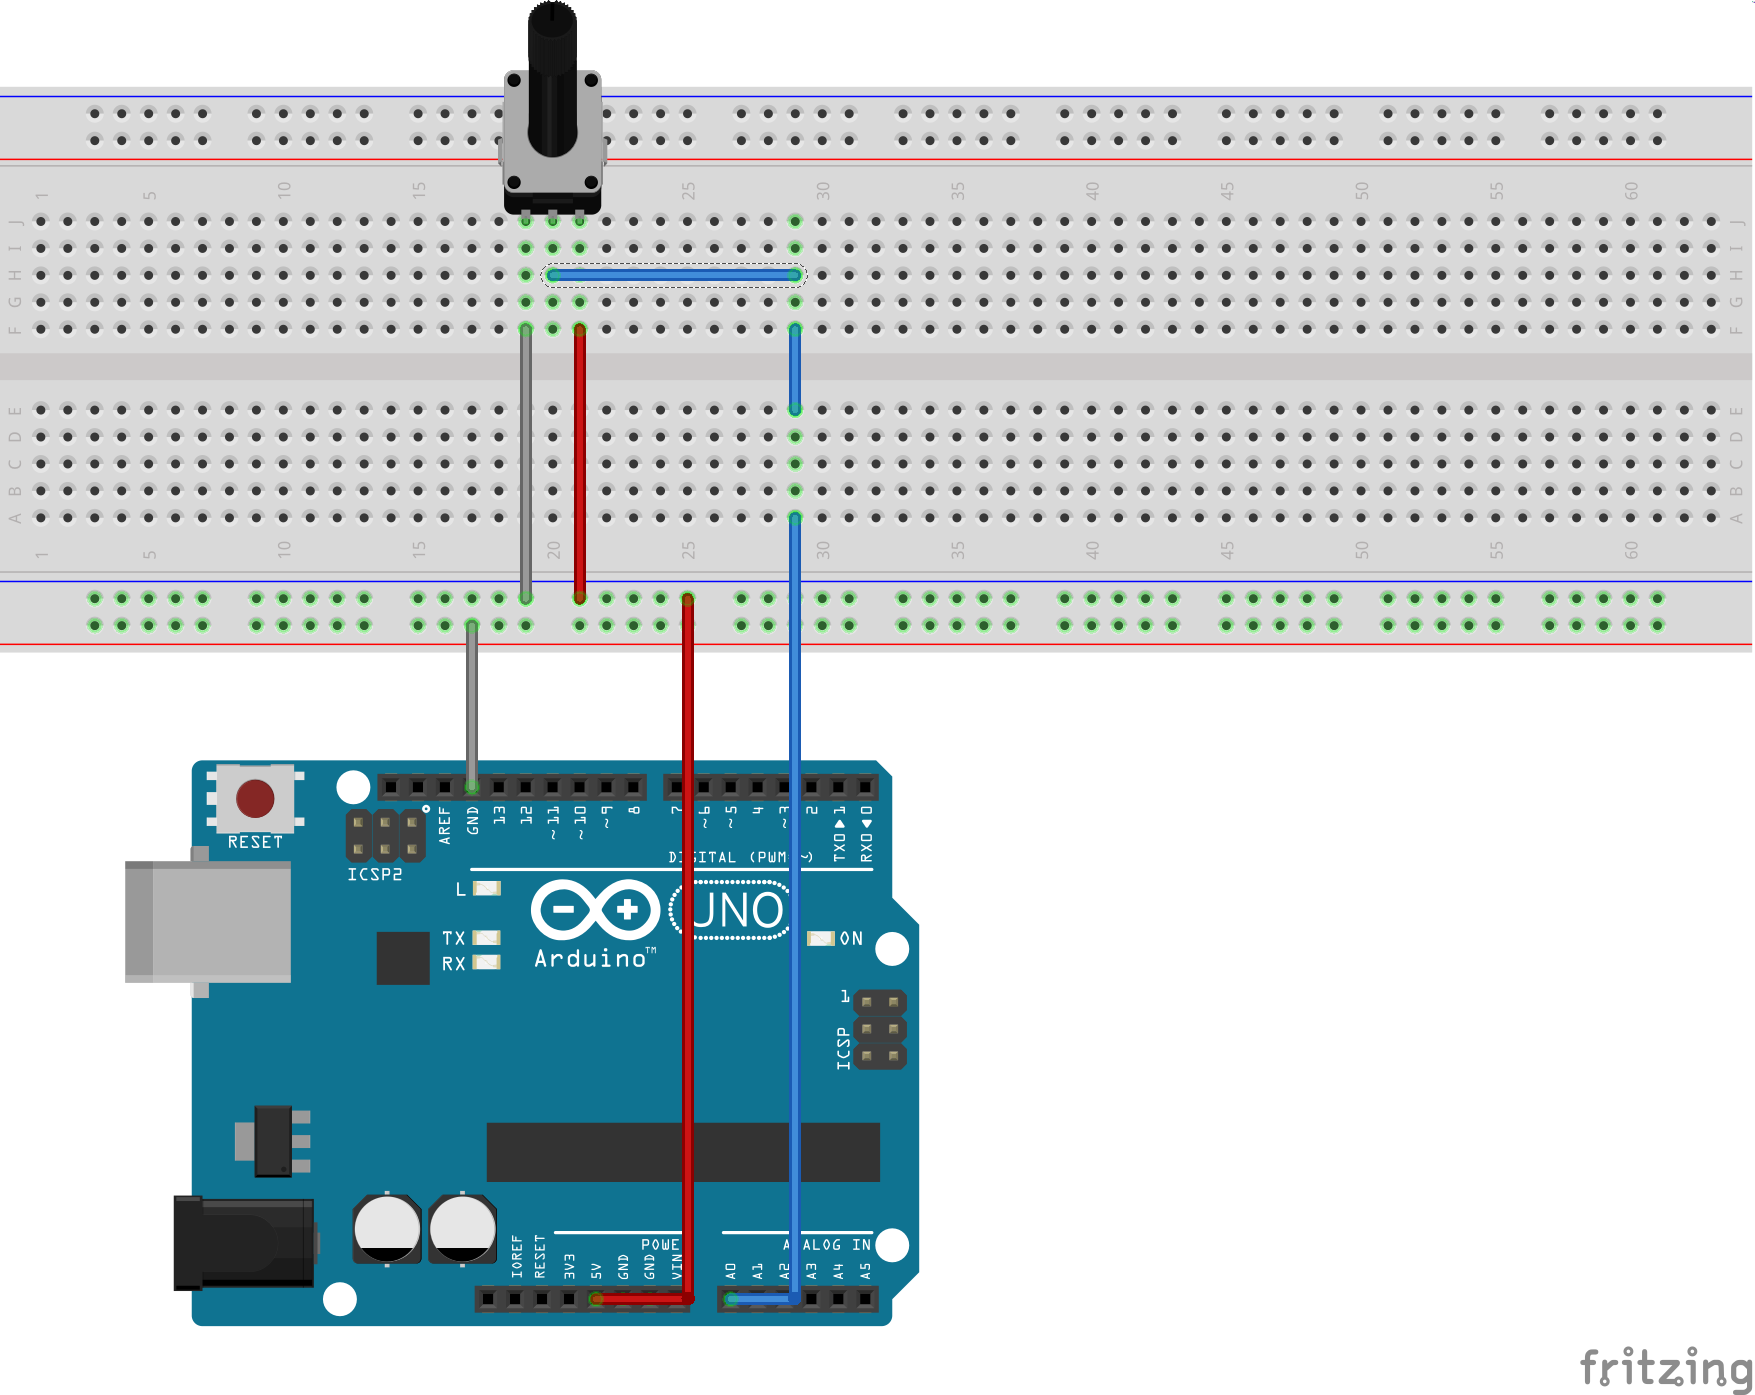 1 5 10 15 25 30 35 40 45 50 55 60
J J
I I
H H
G G
F F
E E
D D
C C
B B
A A
1 5 10 15 20 25 30 35 40 45 50 55 60
RESET
ICSP2
AREF GND 13 12 ~11 ~10 ~9 8 7 ~6 ~5 4 ~3 2 TX0▶1 RX0◀0
DIGITAL (PWM ~)
L
TX
RX
UNO
Arduino™
ON
1
ICSP
POWE
ANALOG IN
IOREF RESET 3V3 5V GND GND VIN A0 A1 A2 A3 A4 A5
fritzing